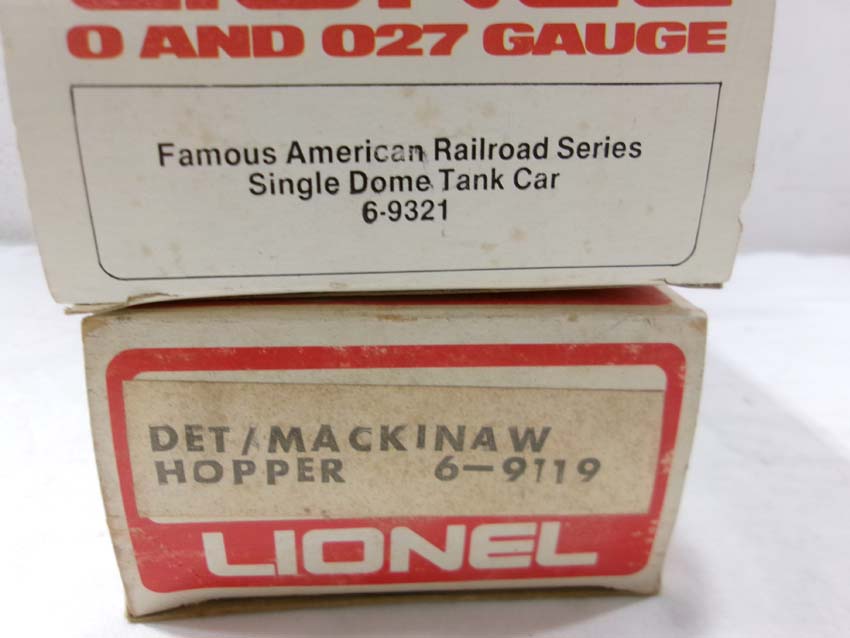 O AND O27 GAUGE
Famous American Railroad Series
Single Dome Tank Car
6-9321
DET/MACKINAW
HOPPER 6-9119
LIONEL